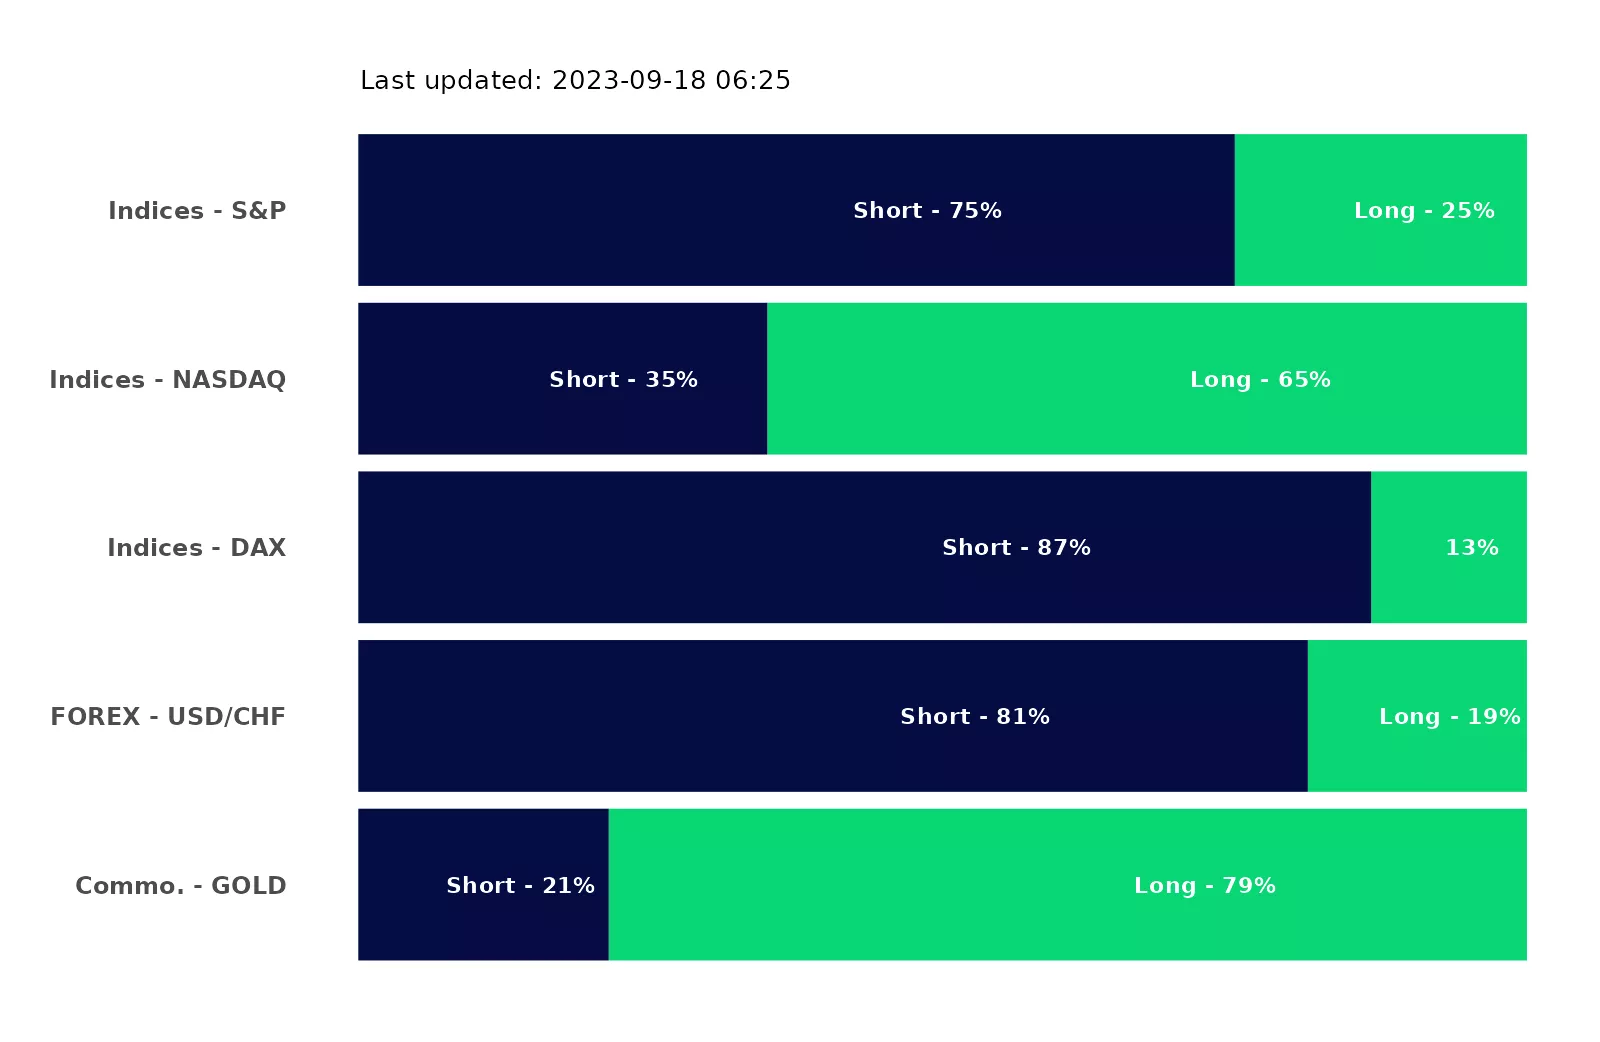 Last updated: 2023-09-18 06:25
Indices - S&P Short - 75% Long - 25%
Indices - NASDAQ Short - 35% Long - 65%
Indices - DAX Short - 87% 13%
FOREX - USD/CHF Short - 81% Long - 19%
Commo. - GOLD Short - 21% Long - 79%